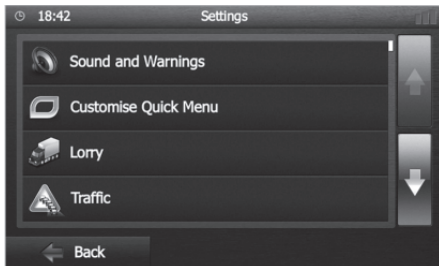 18:42 Settings
Sound and Warnings
Customise Quick Menu
Lorry
Traffic
Back